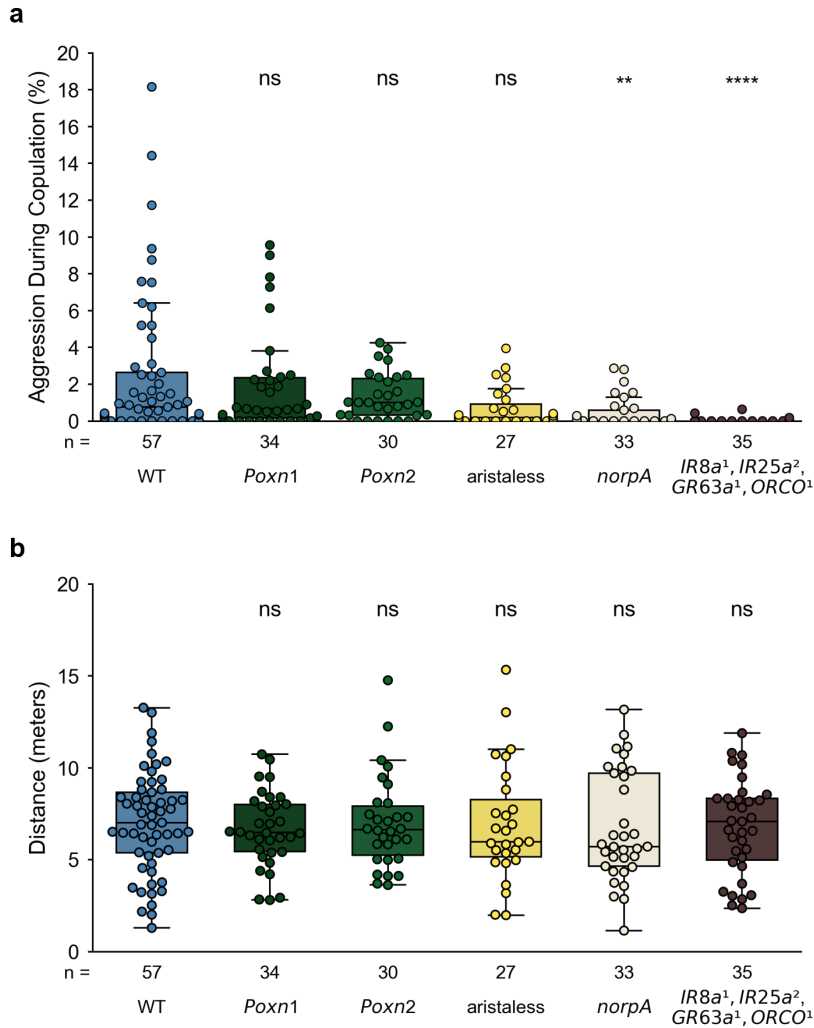 a
Aggression During Copulation (%)
20
18
16
14
12
10
8
6
4
2
0
ns ns ns ** ****
n = 57 34 30 27 33 35
WT Poxn1 Poxn2 aristaless norpA IR8a¹, IR25a²,
GR63a¹, ORCO¹
b
Distance (meters)
20
15
10
5
0
ns ns ns ns ns
n = 57 34 30 27 33 35
WT Poxn1 Poxn2 aristaless norpA IR8a¹, IR25a²,
GR63a¹, ORCO¹